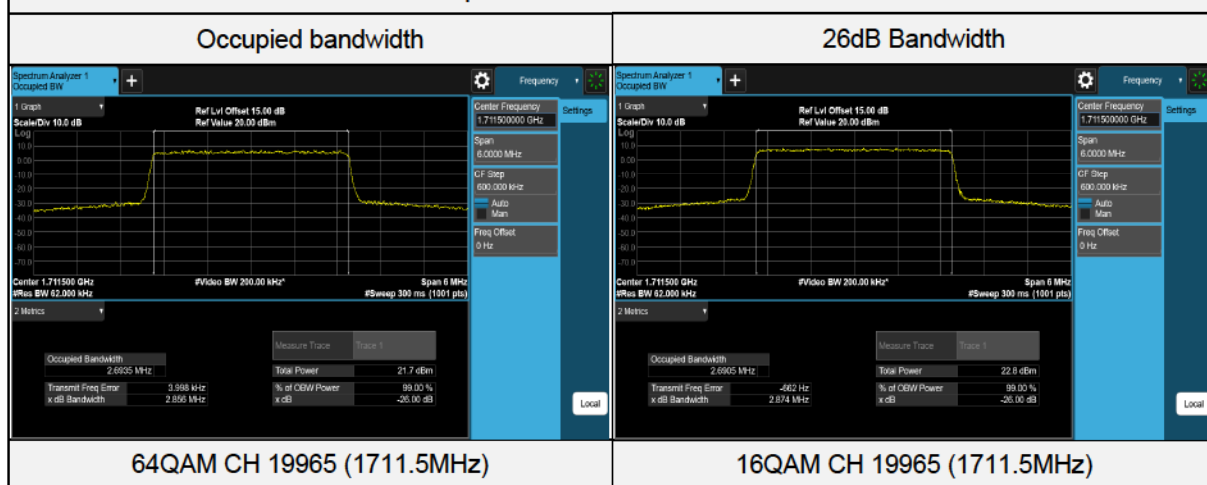 Occupied bandwidth
26dB Bandwidth
Spectrum Analyzer 1
Occupied BW
+
Frequency
1 Graph
Scale/Div 10.0 dB
Ref Lvl Offset 15.00 dB
Ref Value 20.00 dBm
Log
10.0
0.00
-10.0
-20.0
-30.0
-40.0
-50.0
-60.0
-70.0
Center 1.711500 GHz
#Video BW 200.00 kHz*
Span 6 MHz
#Res BW 62.000 kHz
#Sweep 300 ms (1001 pts)
Center Frequency
1.711500000 GHz
Settings
Span
6.0000 MHz
CF Step
600.000 kHz
Auto
Man
Freq Offset
0 Hz
2 Metrics
Measure Trace Trace 1
Occupied Bandwidth
2.6935 MHz
Total Power 21.7 dBm
Transmit Freq Error 3.998 kHz
% of OBW Power 99.00 %
x dB Bandwidth 2.856 MHz
x dB -26.00 dB
Local
Spectrum Analyzer 1
Occupied BW
+
Frequency
1 Graph
Scale/Div 10.0 dB
Ref Lvl Offset 15.00 dB
Ref Value 20.00 dBm
Log
10.0
0.00
-10.0
-20.0
-30.0
-40.0
-50.0
-60.0
-70.0
Center 1.711500 GHz
#Video BW 200.00 kHz*
Span 6 MHz
#Res BW 62.000 kHz
#Sweep 300 ms (1001 pts)
Center Frequency
1.711500000 GHz
Settings
Span
6.0000 MHz
CF Step
600.000 kHz
Auto
Man
Freq Offset
0 Hz
2 Metrics
Measure Trace Trace 1
Occupied Bandwidth
2.6905 MHz
Total Power 22.8 dBm
Transmit Freq Error -662 Hz
% of OBW Power 99.00 %
x dB Bandwidth 2.874 MHz
x dB -26.00 dB
Local
64QAM CH 19965 (1711.5MHz)
16QAM CH 19965 (1711.5MHz)